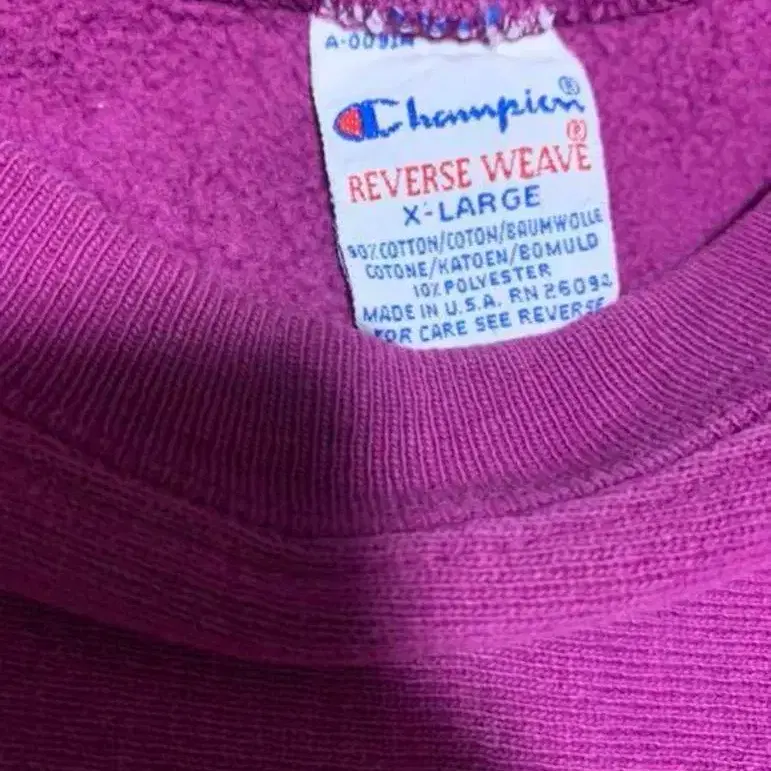 Champion®
REVERSE WEAVE®
X-LARGE
90% COTTON/COTON/BAUMWOLLE
COTONE/KATOEN/BOMULD
10% POLYESTER
MADE IN U.S.A. RN 26094
FOR CARE SEE REVERSE